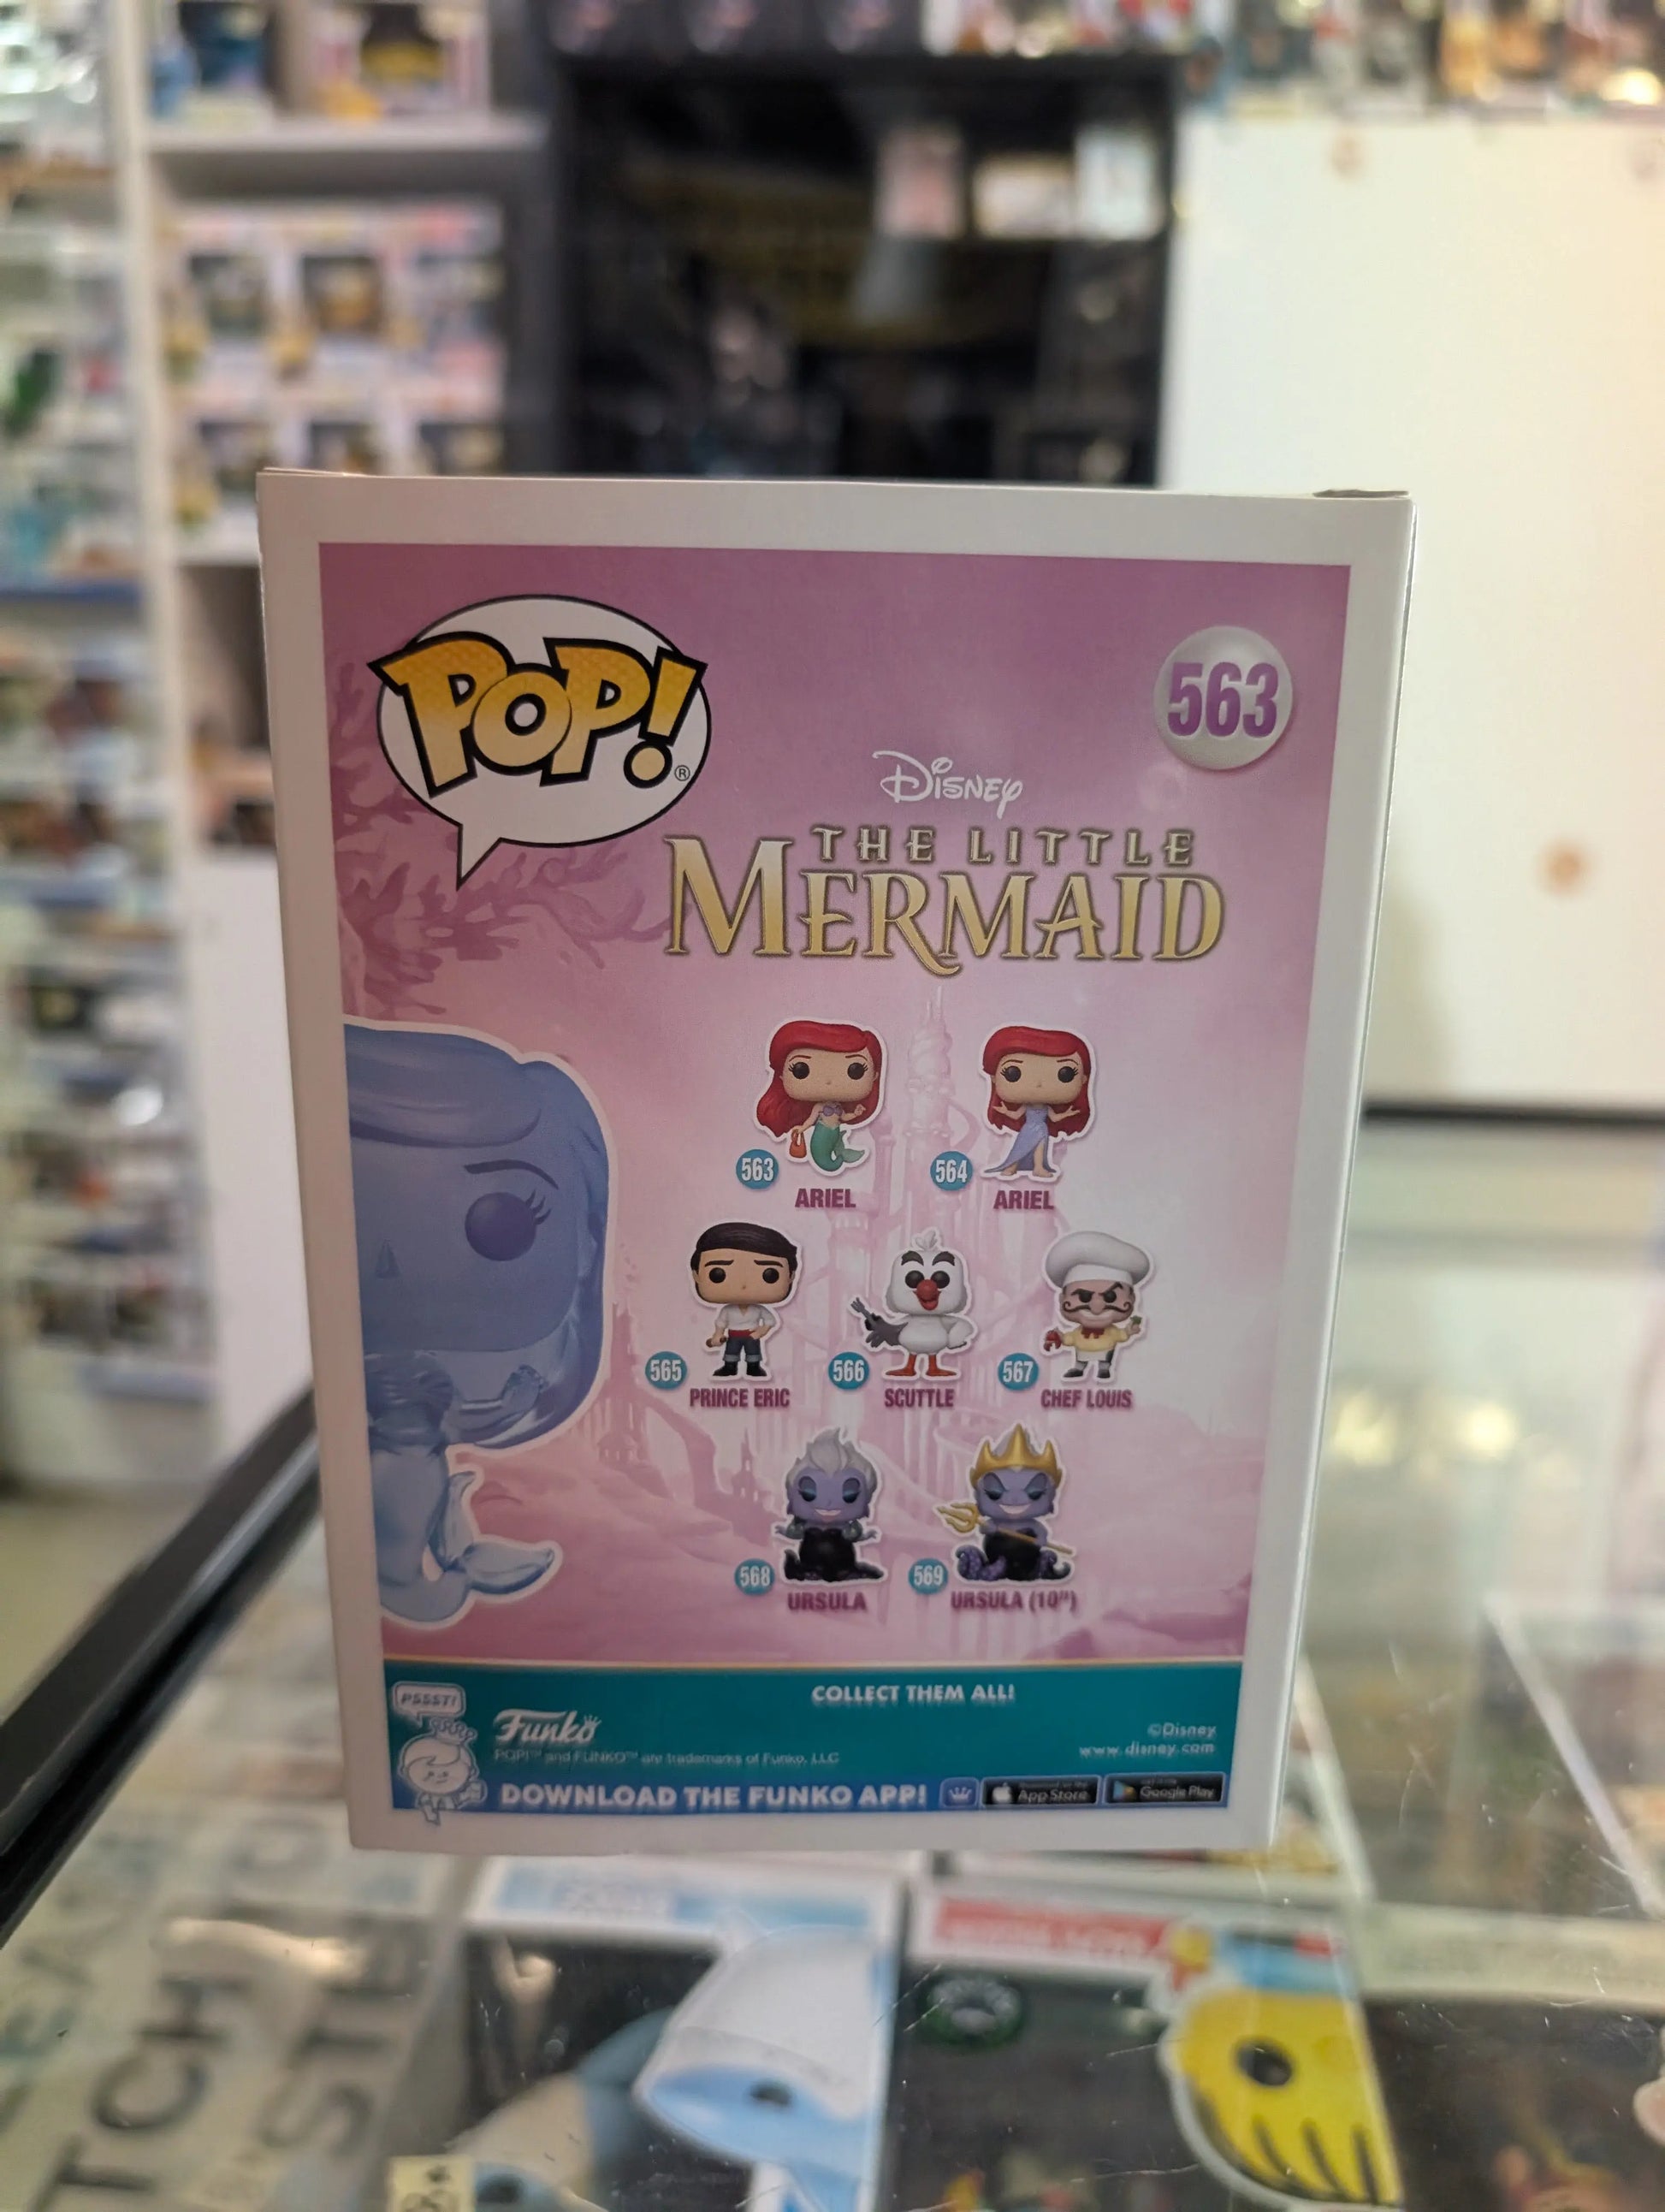 POP!®
563
Disney
THE LITTLE
MERMAID
563
ARIEL
564
ARIEL
565
PRINCE ERIC
566
SCUTTLE
567
CHEF LOUIS
568
URSULA
569
URSULA (10")
COLLECT THEM ALL!
PSSST!
Funko
POP!™ and FUNKO™ are trademarks of Funko, LLC
©Disney
www.disney.com
DOWNLOAD THE FUNKO APP!
App Store
Google Play